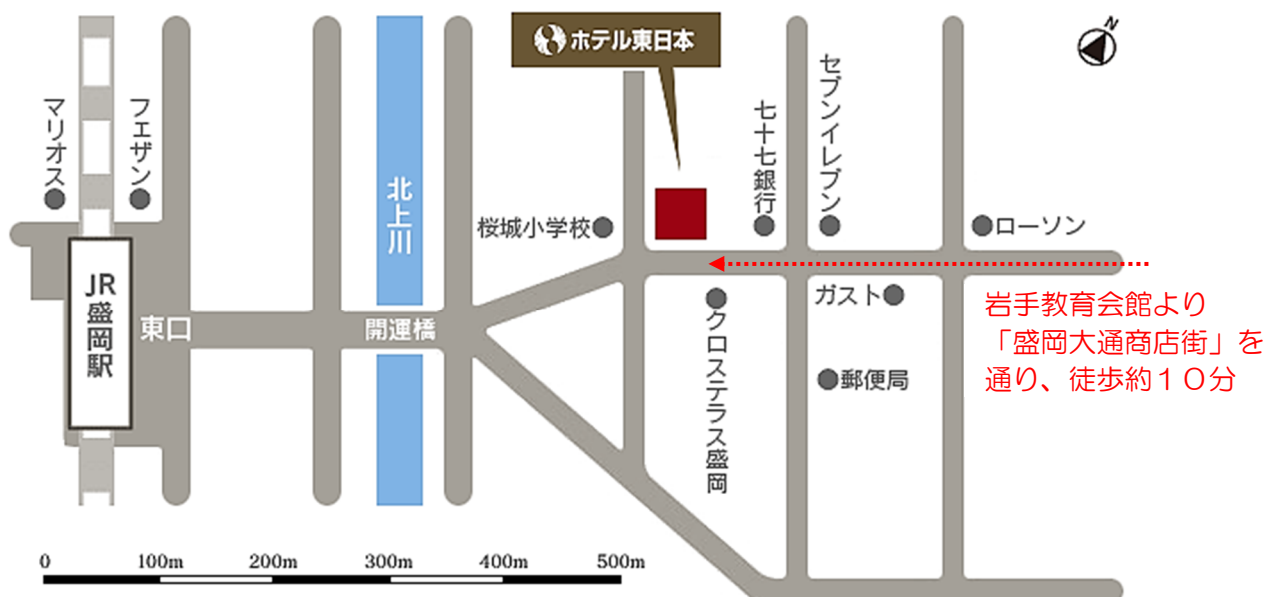 ホテル東日本
N
マリオス
フェザン
北上川
桜城小学校
七十七銀行
セブンイレブン
ローソン
JR盛岡駅
東口
開運橋
クロステラス盛岡
ガスト
郵便局
岩手教育会館より
「盛岡大通商店街」を
通り、徒歩約１０分
0 100m 200m 300m 400m 500m